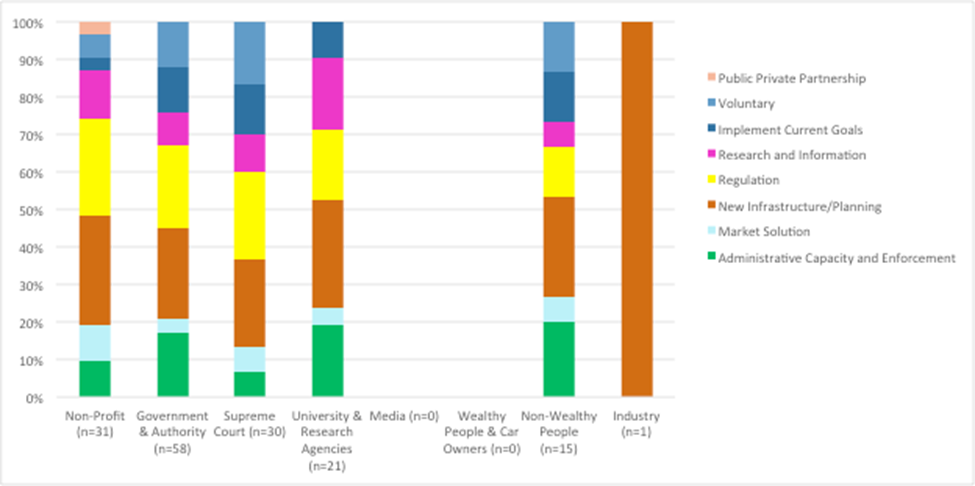 100%
90%
80%
70%
60%
50%
40%
30%
20%
10%
0%
Non-Profit
(n=31)
Government
& Authority
(n=58)
Supreme
Court (n=30)
University &
Research
Agencies
(n=21)
Media (n=0)
Wealthy
People & Car
Owners (n=0)
Non-Wealthy
People
(n=15)
Industry
(n=1)
Public Private Partnership
Voluntary
Implement Current Goals
Research and Information
Regulation
New Infrastructure/Planning
Market Solution
Administrative Capacity and Enforcement